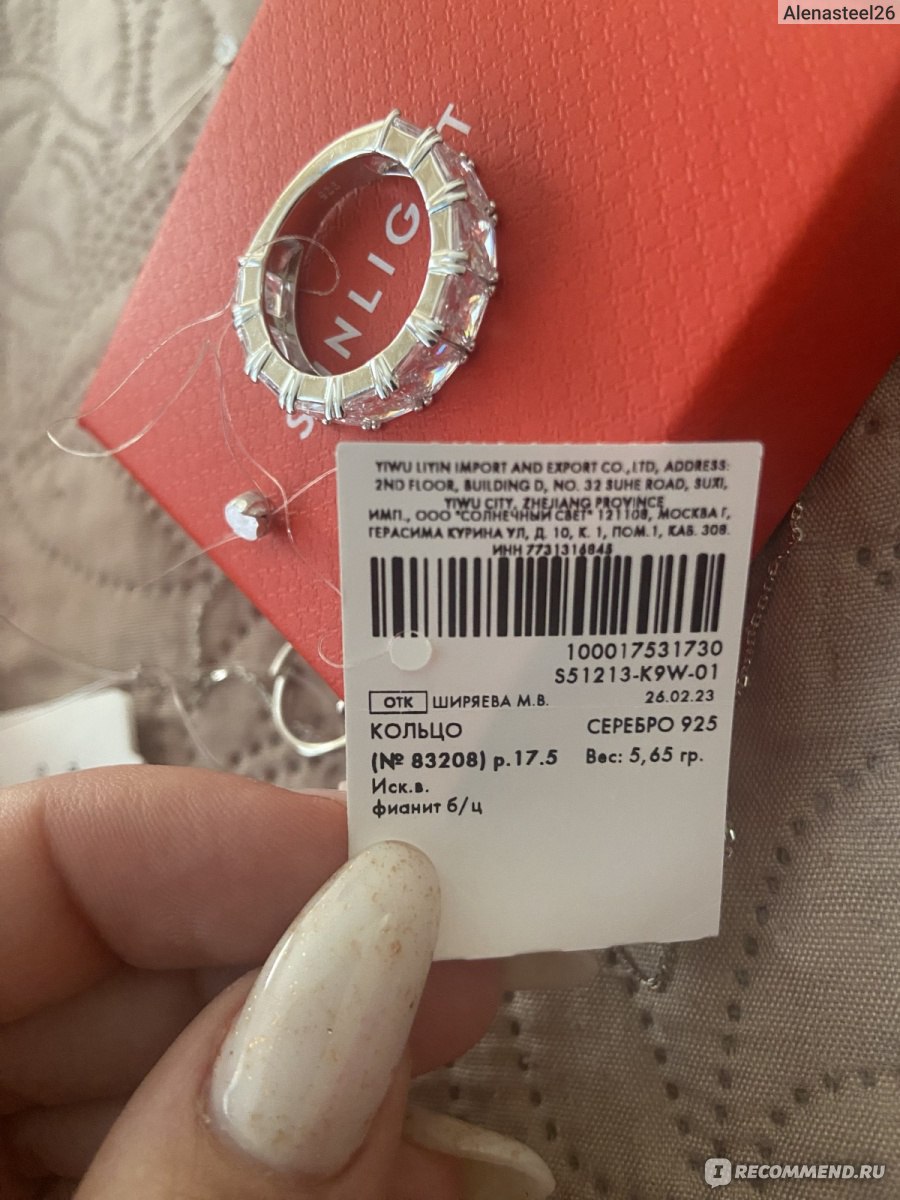 Alenasteel26
SUNLIGHT
925
YIWU LIYIN IMPORT AND EXPORT CO.,LTD, ADDRESS:
2ND FLOOR, BUILDING D, NO. 32 SUHE ROAD, SUXI,
YIWU CITY, ZHEJIANG PROVINCE
ИМП., ООО "СОЛНЕЧНЫЙ СВЕТ" 121108, МОСКВА Г,
ГЕРАСИМА КУРИНА УЛ, Д. 10, К. 1, ПОМ.1, КАБ. 308.
ИНН 7731316845
100017531730
S51213-K9W-01
ОТК ШИРЯЕВА М.В. 26.02.23
КОЛЬЦО СЕРЕБРО 925
(№ 83208) р.17.5 Вес: 5,65 гр.
Иск.в.
фианит б/ц
IRECOMMEND.RU